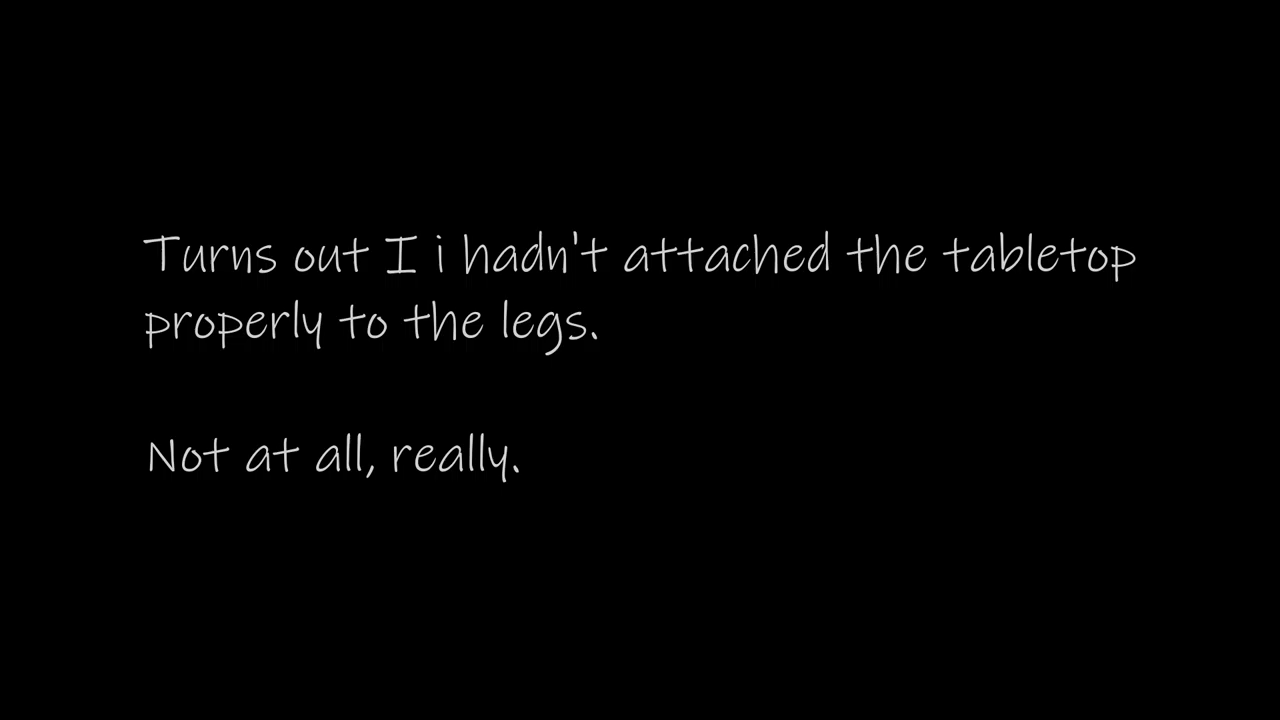 Turns out I i hadn't attached the tabletop
properly to the legs.
Not at all, really.